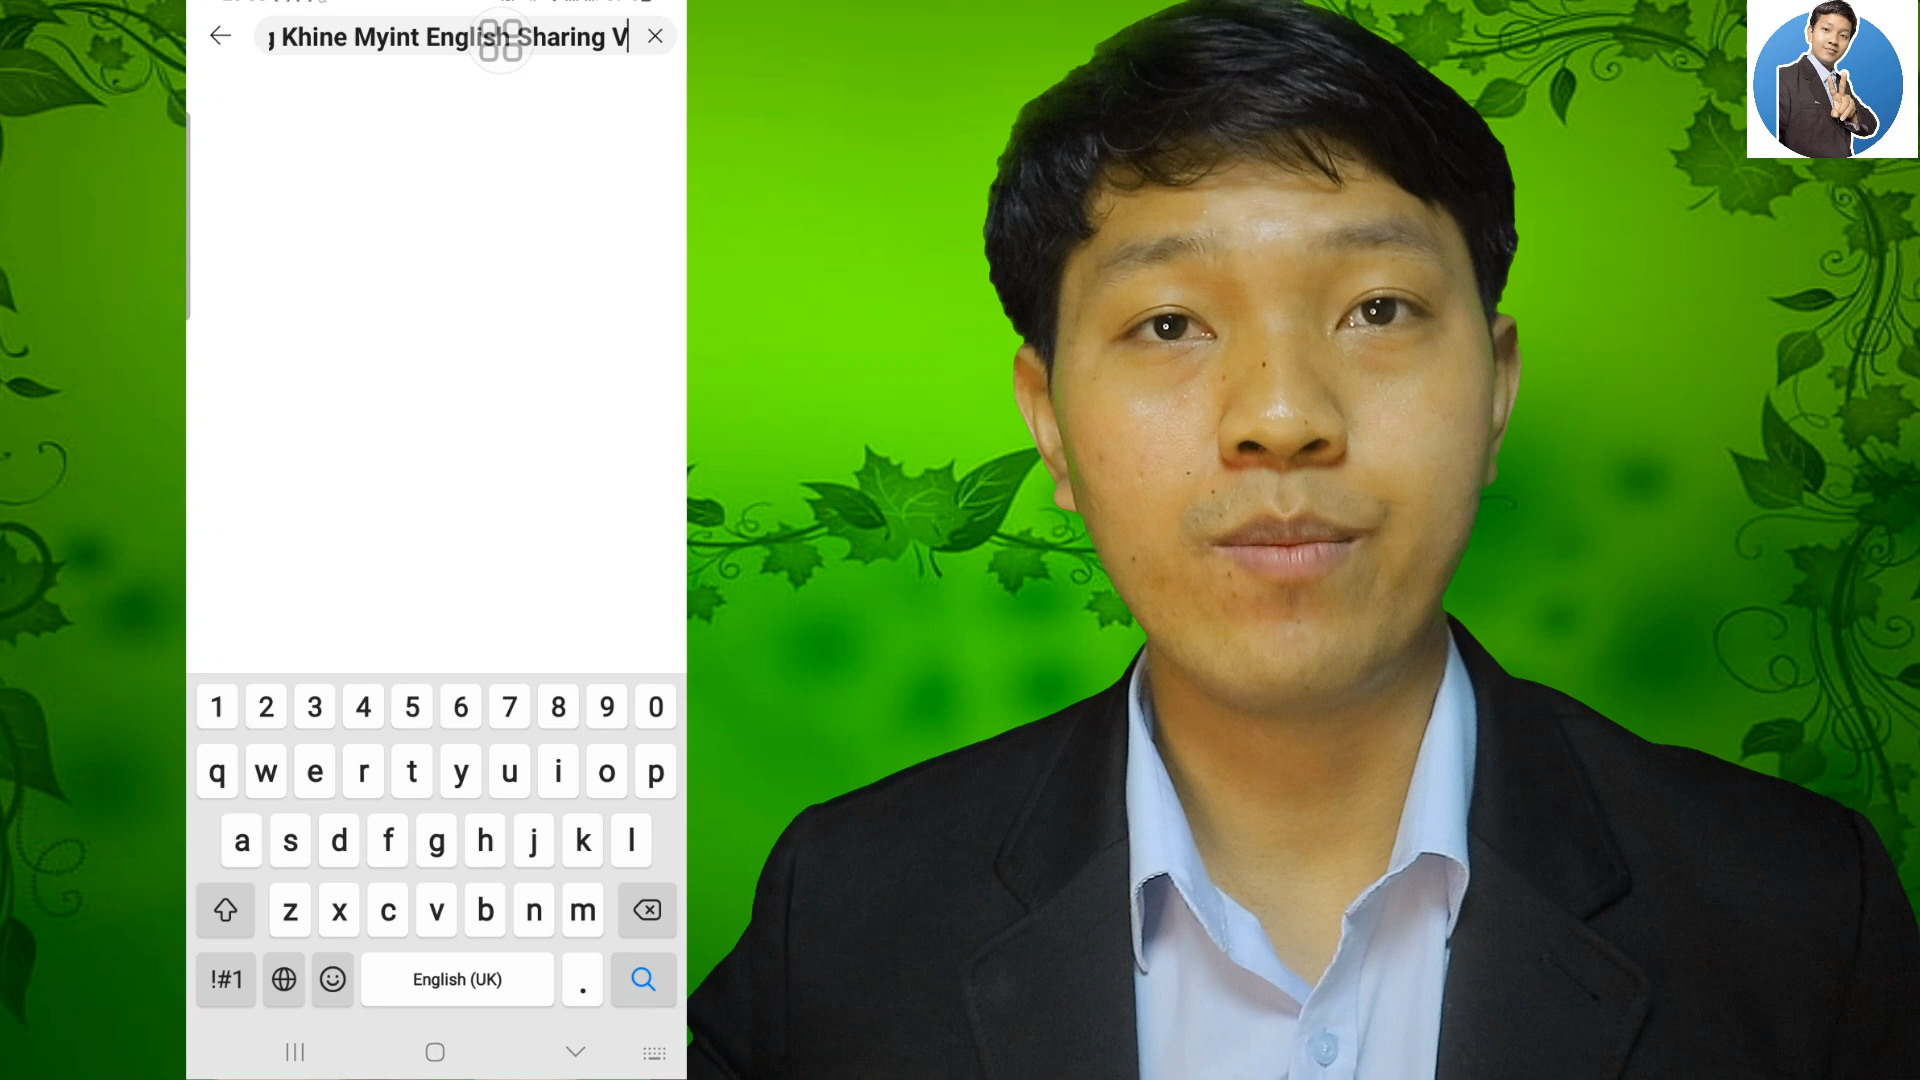 Khine Myint English Sharing V
1 2 3 4 5 6 7 8 9 0
q w e r t y u i o p
a s d f g h j k l
z x c v b n m
!#1 English (UK) .